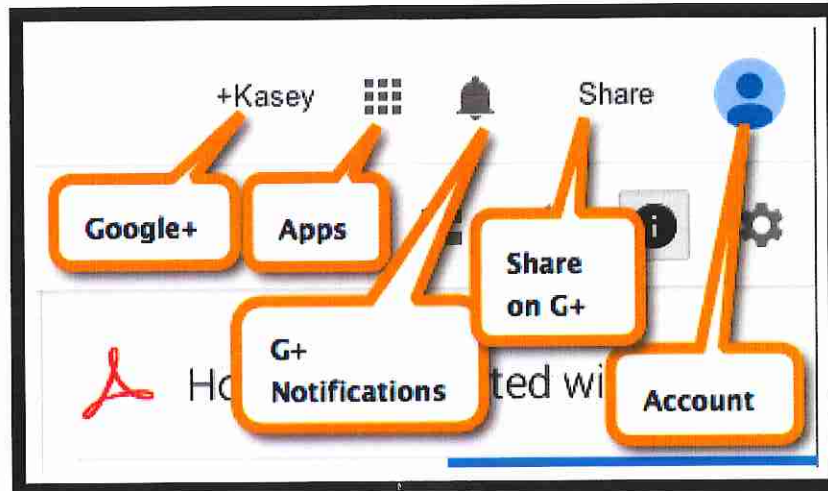 +Kasey
Share
Google+
Apps
Share
on G+
G+
Notifications
Account